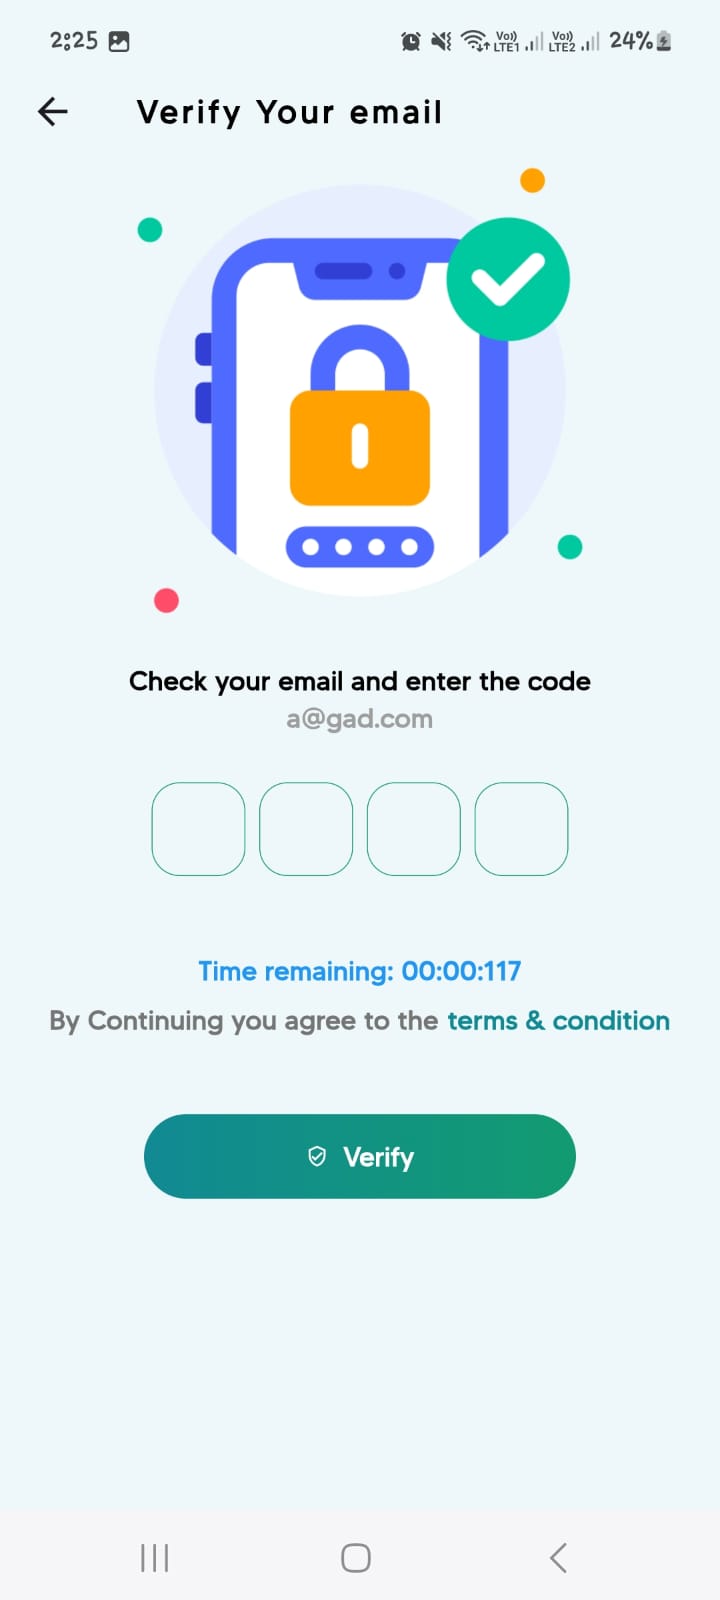 2:25
Vo)) LTE1 Vo)) LTE2 24%
Verify Your email
Check your email and enter the code
a@gad.com
Time remaining: 00:00:117
By Continuing you agree to the terms & condition
Verify